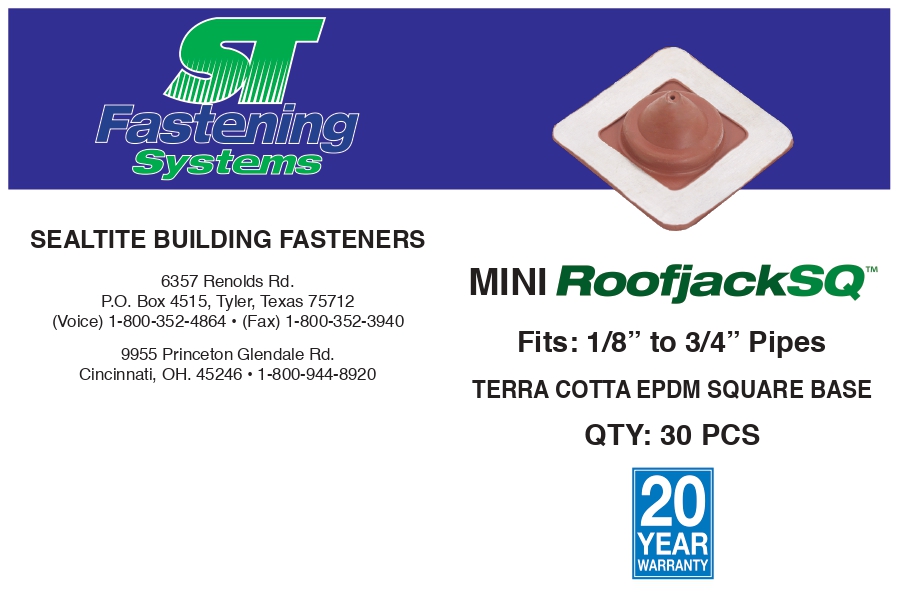 ST
Fastening
Systems
SEALTITE BUILDING FASTENERS
6357 Renolds Rd.
P.O. Box 4515, Tyler, Texas 75712
(Voice) 1-800-352-4864 • (Fax) 1-800-352-3940
9955 Princeton Glendale Rd.
Cincinnati, OH. 45246 • 1-800-944-8920
MINI RoofjackSQ™
Fits: 1/8” to 3/4” Pipes
TERRA COTTA EPDM SQUARE BASE
QTY: 30 PCS
20
YEAR
WARRANTY